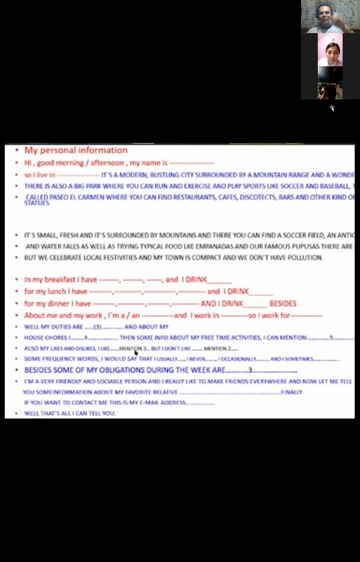 • My personal information
• Hi , good morning / afternoon , my name is ----------------
• so I live in --------------- IT'S A MODERN, BUSTLING CITY SURROUNDED BY A MOUNTAIN RANGE AND A WONDE
• THERE IS ALSO A BIG PARK WHERE YOU CAN RUN AND EXERCISE AND PLAY SPORTS LIKE SOCCER AND BASEBALL,
• CALLED PASEO EL CARMEN WHERE YOU CAN FIND RESTAURANTS, CAFES, DISCOTECTS, BARS AND OTHER KIND OF
STATUES.
• IT'S SMALL, FRESH AND IT'S SURROUNDED BY MOUNTAINS AND THERE YOU CAN FIND A SOCCER FIELD, AN ANTIC
• AND WATER FALLS AS WELL AS TRYING TYPICAL FOOD LIKE EMPANADAS AND OUR FAMOUS PUPUSAS THERE ARE
• BUT WE CELEBRATE LOCAL FESTIVITIES AND MY TOWN IS COMPACT AND WE DON'T HAVE POLLUTION.
• In my breakfast I have --------, -------, -----, and I DRINK______
• for my lunch I have --------,----------,-----------,--------- and I DRINK______
• for my dinner I have --------,----------,-----------,--------- AND I DRINK______ BESIDES
• About me and my work , I'm a / an ----------and I work in -----------so I work for-----------
• WELL MY DUTIES ARE ......(3)............. AND ABOUT MY
• HOUSE CHORES I........4............ THEN SOME INFO ABOUT MY FREE TIME ACTIVITIES, I CAN MENTION...........5......
• ALSO MY LIKES AND DISLIKES, I LIKE......MENTION 3... BUT I DON'T LIKE ...... MENTION 2......
• SOME FREQUENCY WORDS, I WOULD SAY THAT I USUALLY......, I NEVER........, I OCCASIONALLY......... AND I SOMETIMES............
• BESIDES SOME OF MY OBLIGATIONS DURING THE WEEK ARE...........3...................
• I'M A VERY FRIENDLY AND SOCIABLE PERSON AND I REALLY LIKE TO MAKE FRIENDS EVERYWHERE AND NOW LET ME TELL
YOU SOMEINFORMATION ABOUT MY FAVORITE RELATIVE ........................................FINALLY
IF YOU WANT TO CONTACT ME THIS IS MY E-MAIL ADDRESS..............
• WELL THAT'S ALL I CAN TELL YOU.